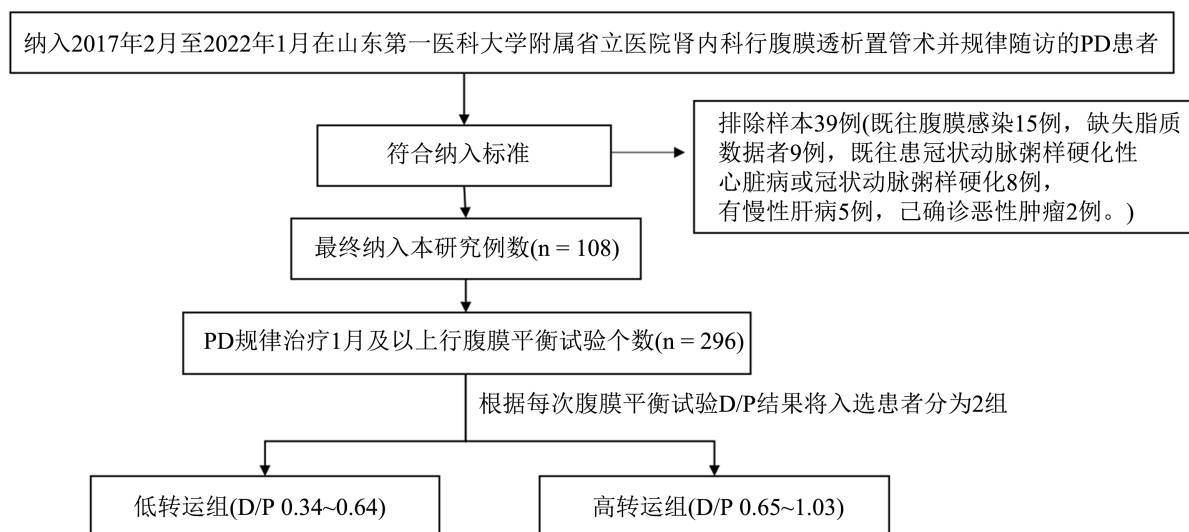 纳入2017年2月至2022年1月在山东第一医科大学附属省立医院肾内科行腹膜透析置管术并规律随访的PD患者
符合纳入标准
排除样本39例(既往腹膜感染15例，缺失脂质
数据者9例，既往患冠状动脉粥样硬化性
心脏病或冠状动脉粥样硬化8例，
有慢性肝病5例，己确诊恶性肿瘤2例。)
最终纳入本研究例数(n = 108)
PD规律治疗1月及以上行腹膜平衡试验个数(n = 296)
根据每次腹膜平衡试验D/P结果将入选患者分为2组
低转运组(D/P 0.34~0.64)
高转运组(D/P 0.65~1.03)